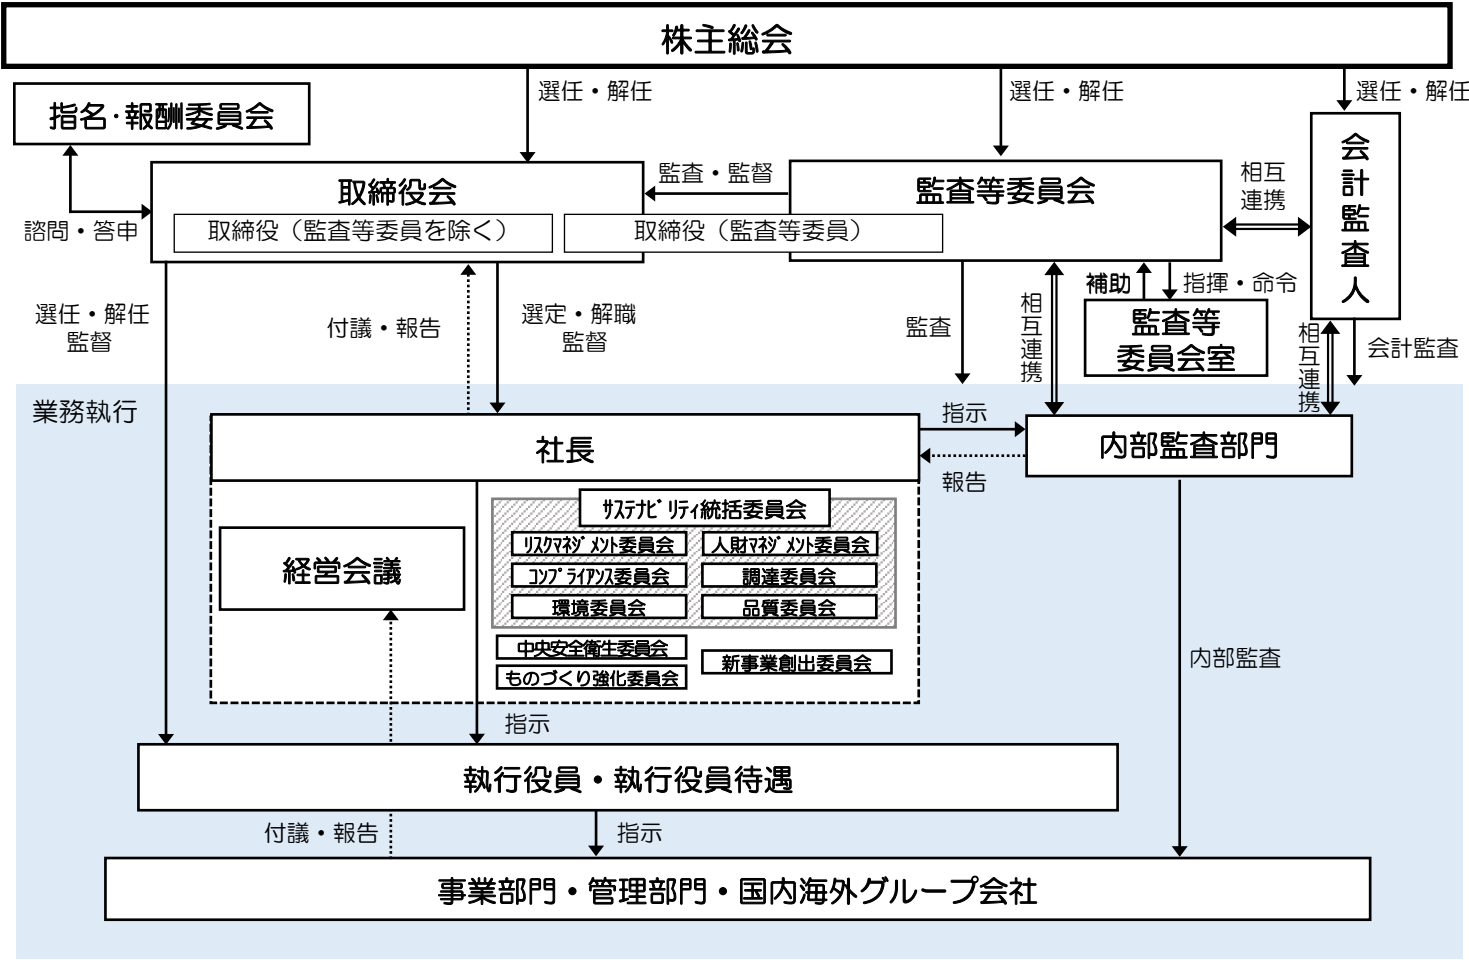 株主総会
選任・解任
選任・解任
選任・解任
指名･報酬委員会
諮問・答申
取締役会
取締役（監査等委員を除く）
取締役（監査等委員）
監査・監督
監査等委員会
相互
連携
会計監査人
選任・解任
監督
付議・報告
選定・解職
監督
監査
相互連携
補助
指揮・命令
監査等
委員会室
相互連携
会計監査
業務執行
社長
指示
報告
内部監査部門
経営会議
ｻｽﾃﾅﾋﾞﾘﾃｨ統括委員会
ﾘｽｸﾏﾈｼﾞﾒﾝﾄ委員会
人財ﾏﾈｼﾞﾒﾝﾄ委員会
ｺﾝﾌﾟﾗｲｱﾝｽ委員会
調達委員会
環境委員会
品質委員会
中央安全衛生委員会
新事業創出委員会
ものづくり強化委員会
内部監査
指示
執行役員・執行役員待遇
付議・報告
指示
事業部門・管理部門・国内海外グループ会社